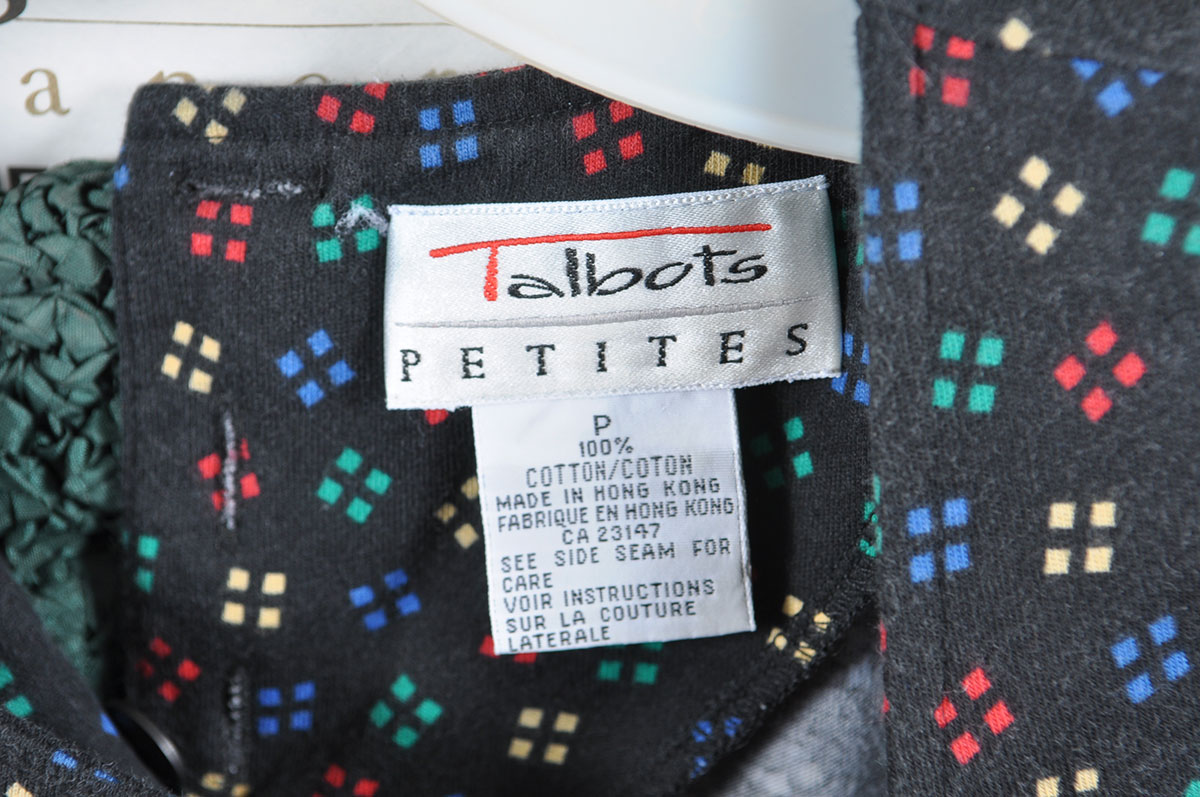 Talbots
PETITES
P
100%
COTTON/COTON
MADE IN HONG KONG
FABRIQUE EN HONG KONG
CA 23147
SEE SIDE SEAM FOR
CARE
VOIR INSTRUCTIONS
SUR LA COUTURE
LATERALE